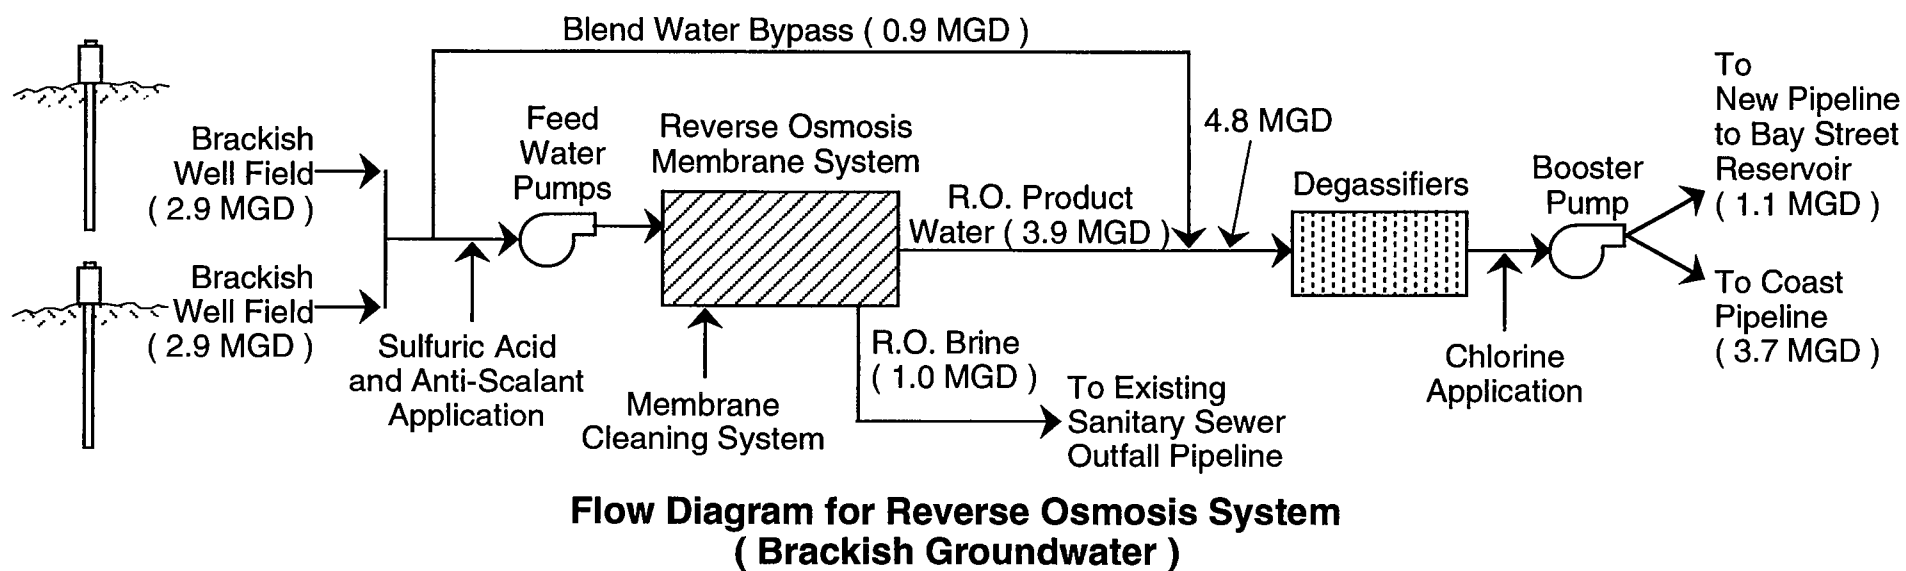 Blend Water Bypass ( 0.9 MGD )
Brackish
Well Field
( 2.9 MGD )
Brackish
Well Field
( 2.9 MGD )
Sulfuric Acid
and Anti-Scalant
Application
Feed
Water
Pumps
Reverse Osmosis
Membrane System
Membrane
Cleaning System
R.O. Product
Water ( 3.9 MGD )
R.O. Brine
( 1.0 MGD )
To Existing
Sanitary Sewer
Outfall Pipeline
4.8 MGD
Degassifiers
Chlorine
Application
Booster
Pump
To
New Pipeline
to Bay Street
Reservoir
( 1.1 MGD )
To Coast
Pipeline
( 3.7 MGD )
Flow Diagram for Reverse Osmosis System
( Brackish Groundwater )